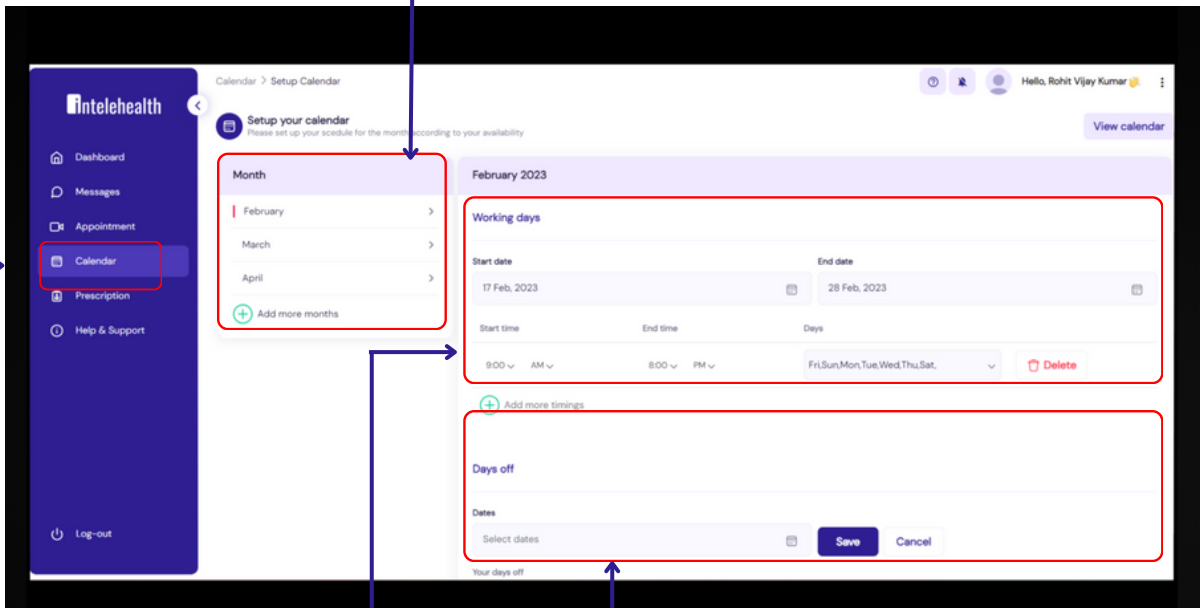 intelehealth
Dashboard
Messages
Appointment
Calendar
Prescription
Help & Support
Log-out
Calendar > Setup Calendar
Hello, Rohit Vijay Kumar👋
Setup your calendar
Please set up your scedule for the month according to your availability
View calendar
Month
February
March
April
Add more months
February 2023
Working days
Start date End date
17 Feb, 2023 28 Feb, 2023
Start time End time Days
9:00 AM 8:00 PM Fri,Sun,Mon,Tue,Wed,Thu,Sat, Delete
Add more timings
Days off
Dates
Select dates Save Cancel
Your days off